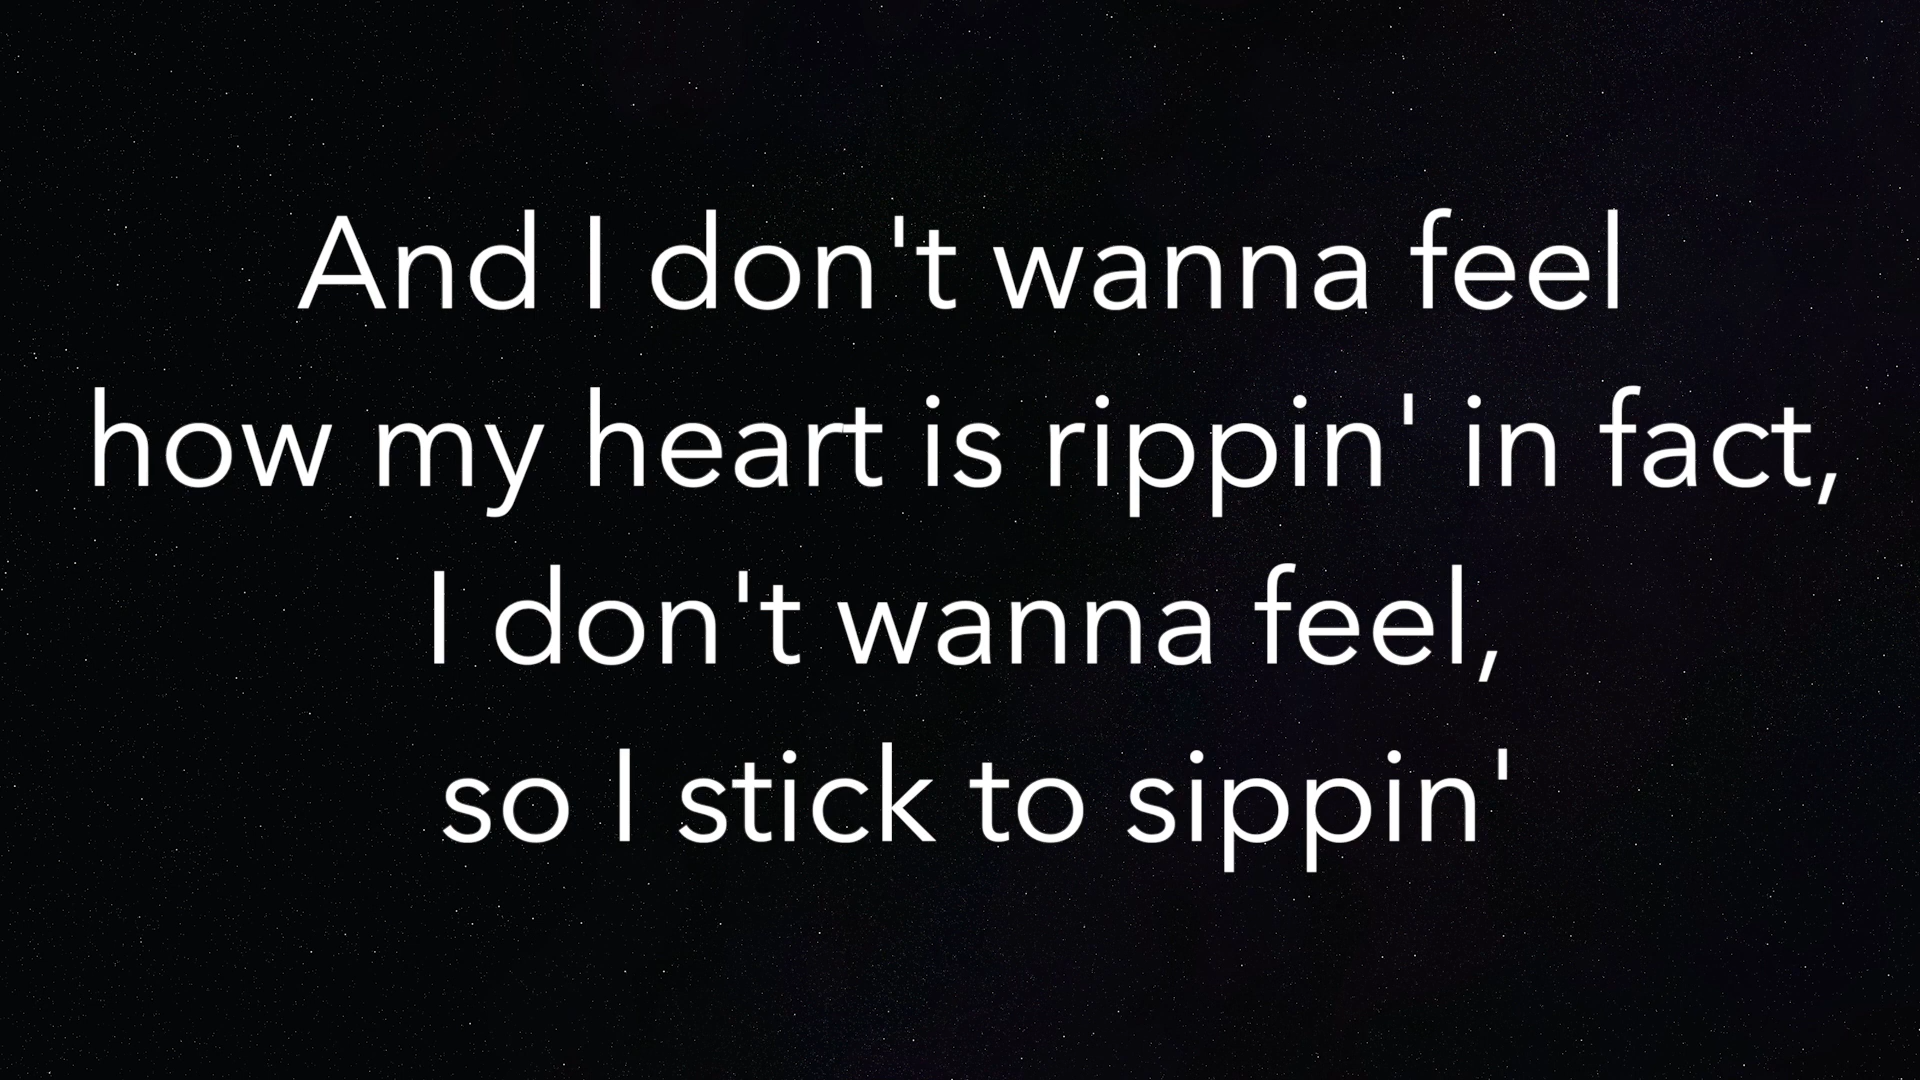 And I don't wanna feel
how my heart is rippin' in fact,
I don't wanna feel,
so I stick to sippin'